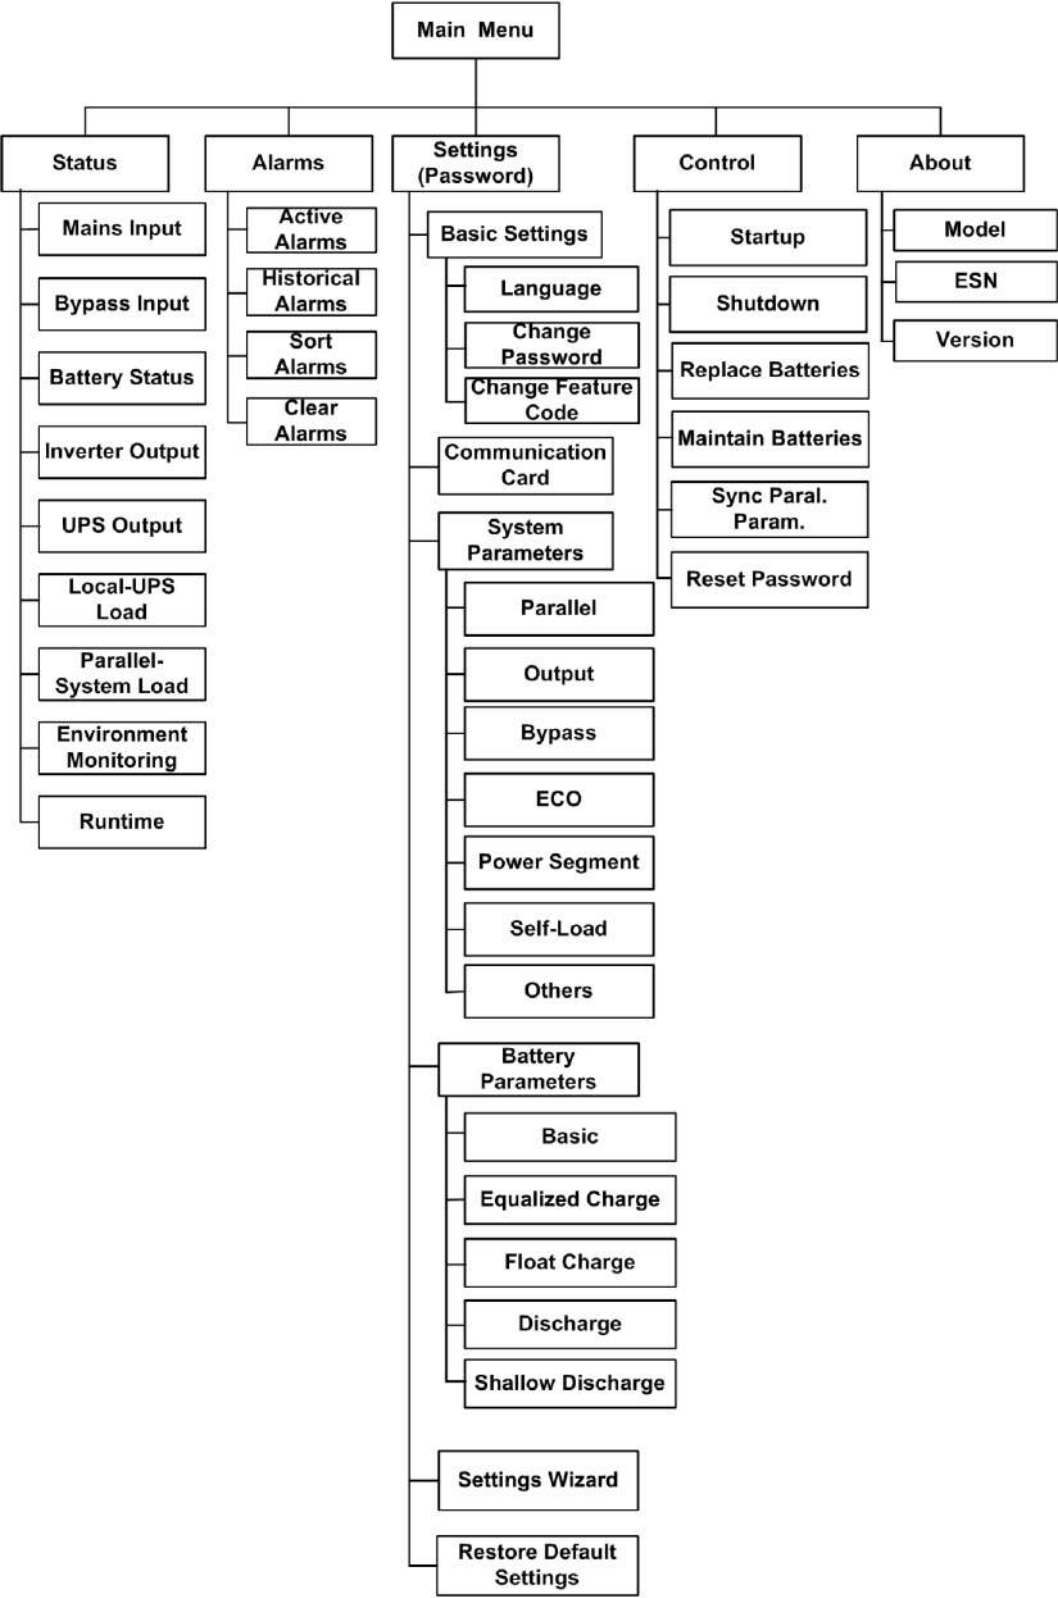 Main Menu
Status
Mains Input
Bypass Input
Battery Status
Inverter Output
UPS Output
Local-UPS
Load
Parallel-
System Load
Environment
Monitoring
Runtime
Alarms
Active
Alarms
Historical
Alarms
Sort
Alarms
Clear
Alarms
Settings
(Password)
Basic Settings
Language
Change
Password
Change Feature
Code
Communication
Card
System
Parameters
Parallel
Output
Bypass
ECO
Power Segment
Self-Load
Others
Battery
Parameters
Basic
Equalized Charge
Float Charge
Discharge
Shallow Discharge
Settings Wizard
Restore Default
Settings
Control
Startup
Shutdown
Replace Batteries
Maintain Batteries
Sync Paral.
Param.
Reset Password
About
Model
ESN
Version